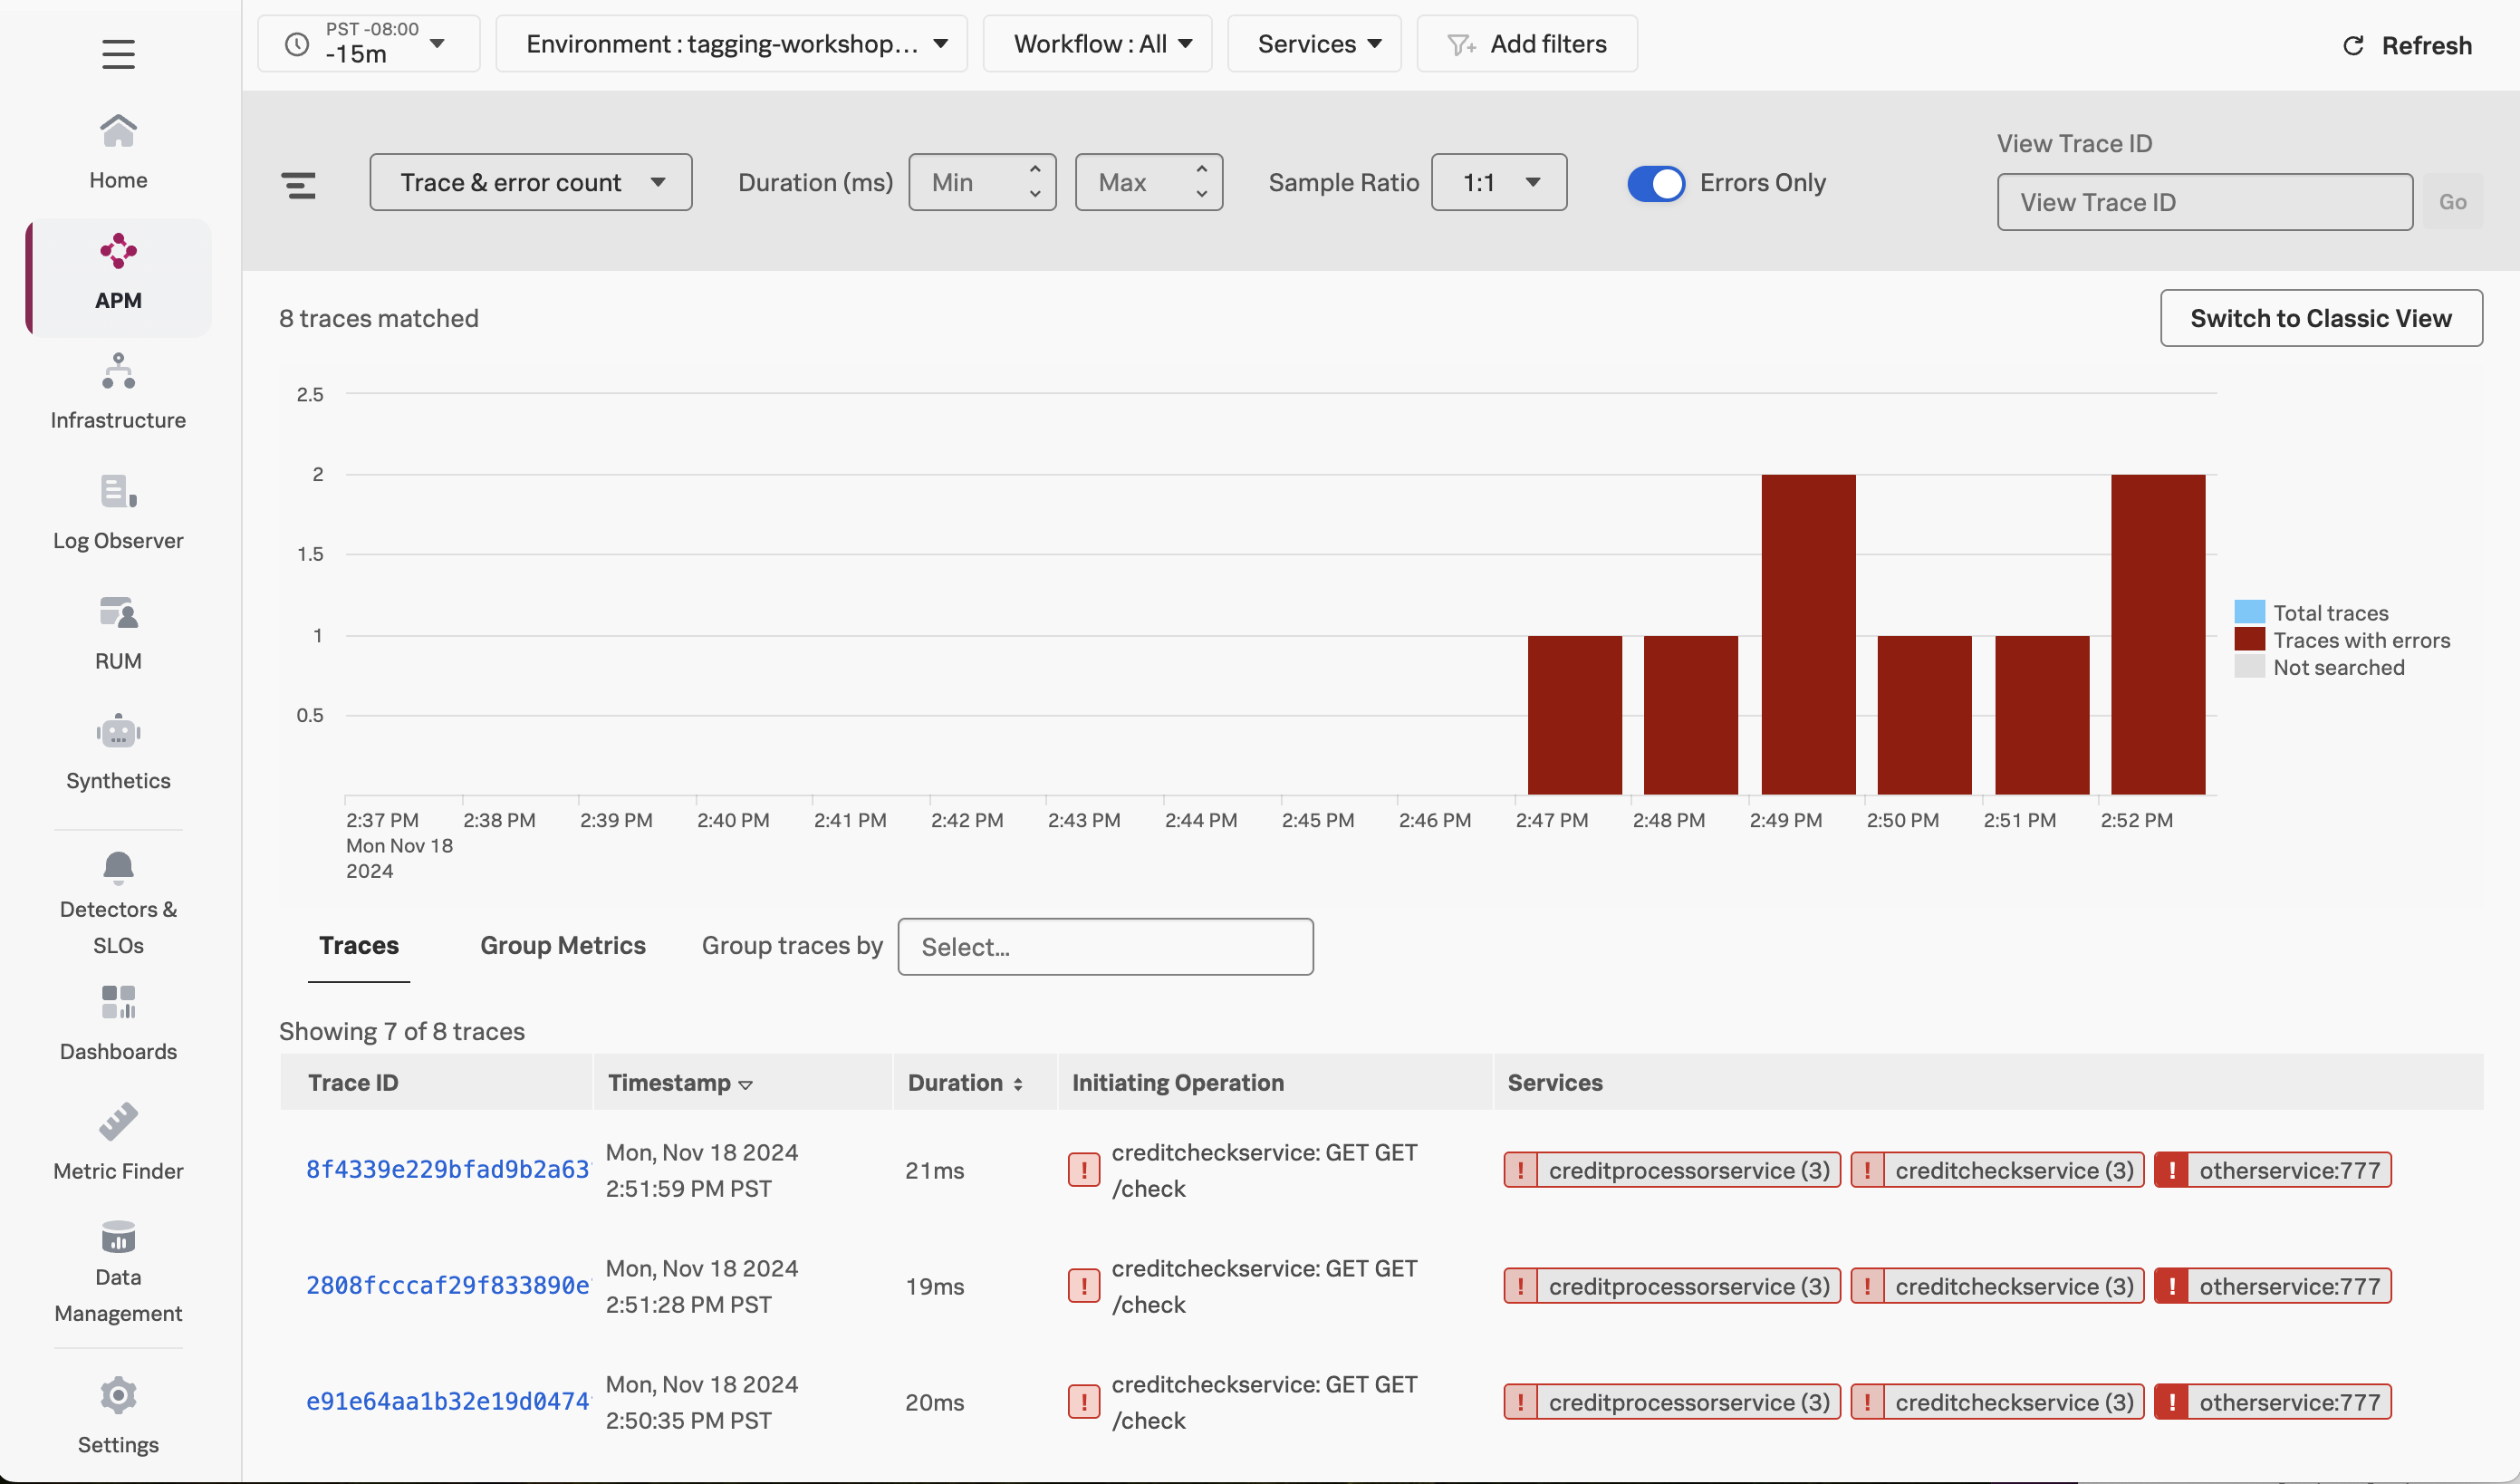 PST -08:00
-15m
Environment : tagging-workshop...
Workflow : All
Services
Add filters
Refresh
Home
APM
Infrastructure
Log Observer
RUM
Synthetics
Detectors &
SLOs
Dashboards
Metric Finder
Data
Management
Settings
Trace & error count
Duration (ms)
Min
Max
Sample Ratio
1:1
Errors Only
View Trace ID
View Trace ID
Go
8 traces matched
Switch to Classic View
2.5
2
1.5
1
0.5
2:37 PM 2:38 PM 2:39 PM 2:40 PM 2:41 PM 2:42 PM 2:43 PM 2:44 PM 2:45 PM 2:46 PM 2:47 PM 2:48 PM 2:49 PM 2:50 PM 2:51 PM 2:52 PM
Mon Nov 18
2024
Total traces
Traces with errors
Not searched
Traces
Group Metrics
Group traces by
Select...
Showing 7 of 8 traces
Trace ID Timestamp Duration Initiating Operation Services
8f4339e229bfad9b2a63
Mon, Nov 18 2024
2:51:59 PM PST
21ms
! creditcheckservice: GET GET
/check
! creditprocessorservice (3) ! creditcheckservice (3) ! otherservice:777
2808fcccaf29f833890e
Mon, Nov 18 2024
2:51:28 PM PST
19ms
! creditcheckservice: GET GET
/check
! creditprocessorservice (3) ! creditcheckservice (3) ! otherservice:777
e91e64aa1b32e19d0474
Mon, Nov 18 2024
2:50:35 PM PST
20ms
! creditcheckservice: GET GET
/check
! creditprocessorservice (3) ! creditcheckservice (3) ! otherservice:777